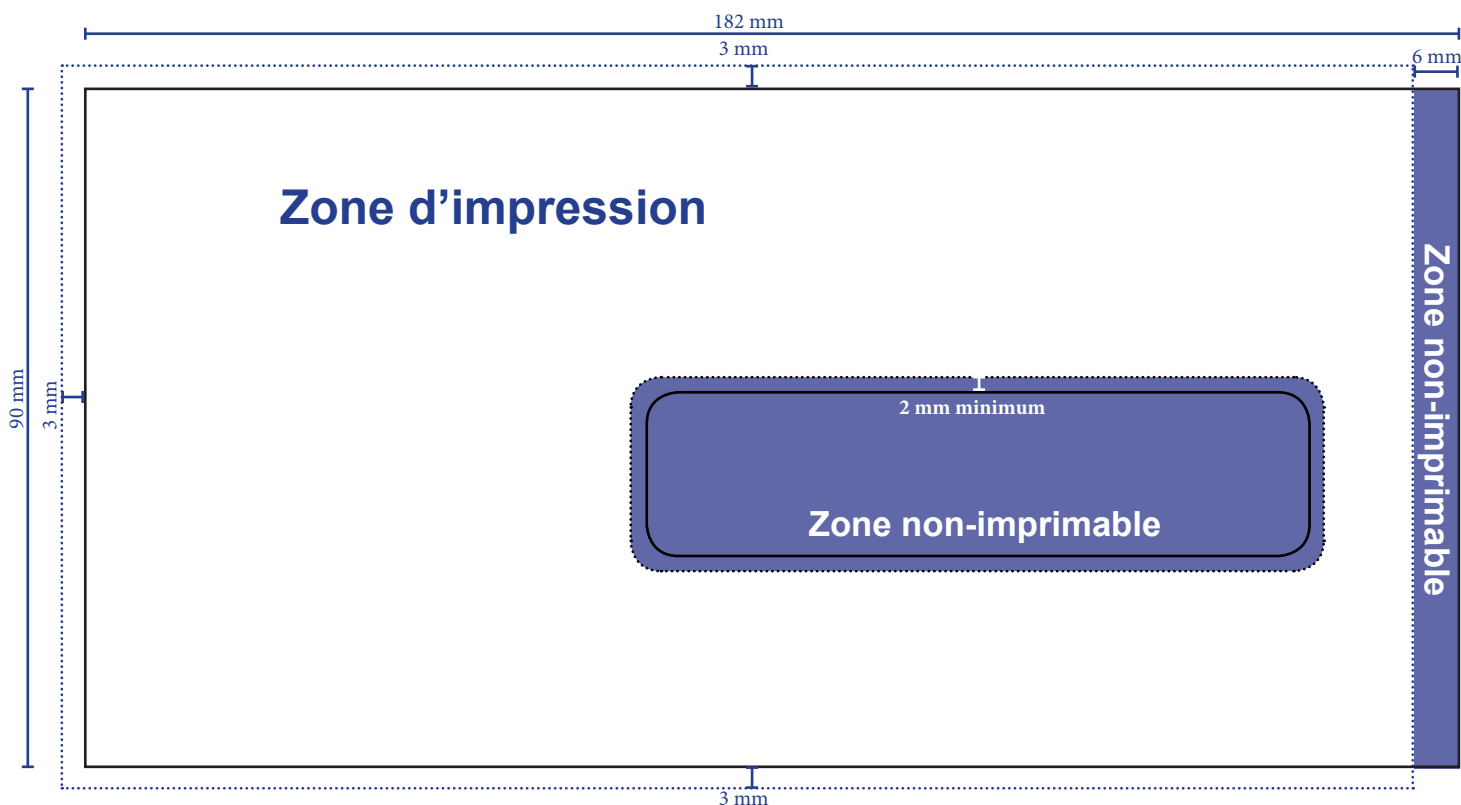 182 mm
3 mm
6 mm
Zone d’impression
Zone non-imprimable
90 mm
3 mm
2 mm minimum
Zone non-imprimable
3 mm